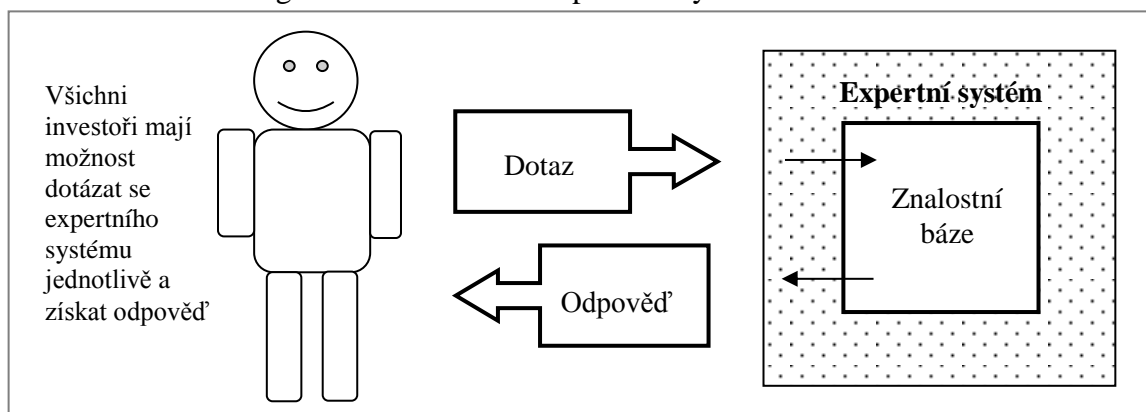 Všichni
investoři mají
možnost
dotázat se
expertního
systému
jednotlivě a
získat odpověď
Dotaz
Odpověď
Expertní systém
Znalostní
báze